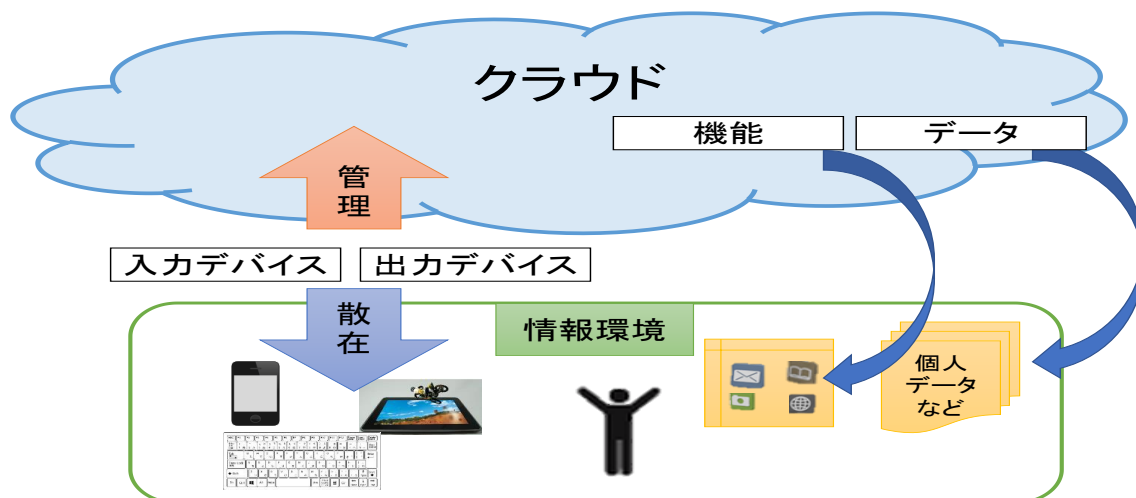 クラウド
機能
データ
管
理
入力デバイス
出力デバイス
散
在
情報環境
個人
データ
など